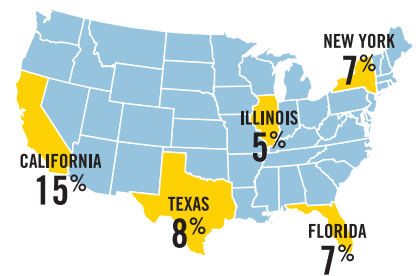 NEW YORK
7%
ILLINOIS
5%
CALIFORNIA
15%
TEXAS
8%
FLORIDA
7%